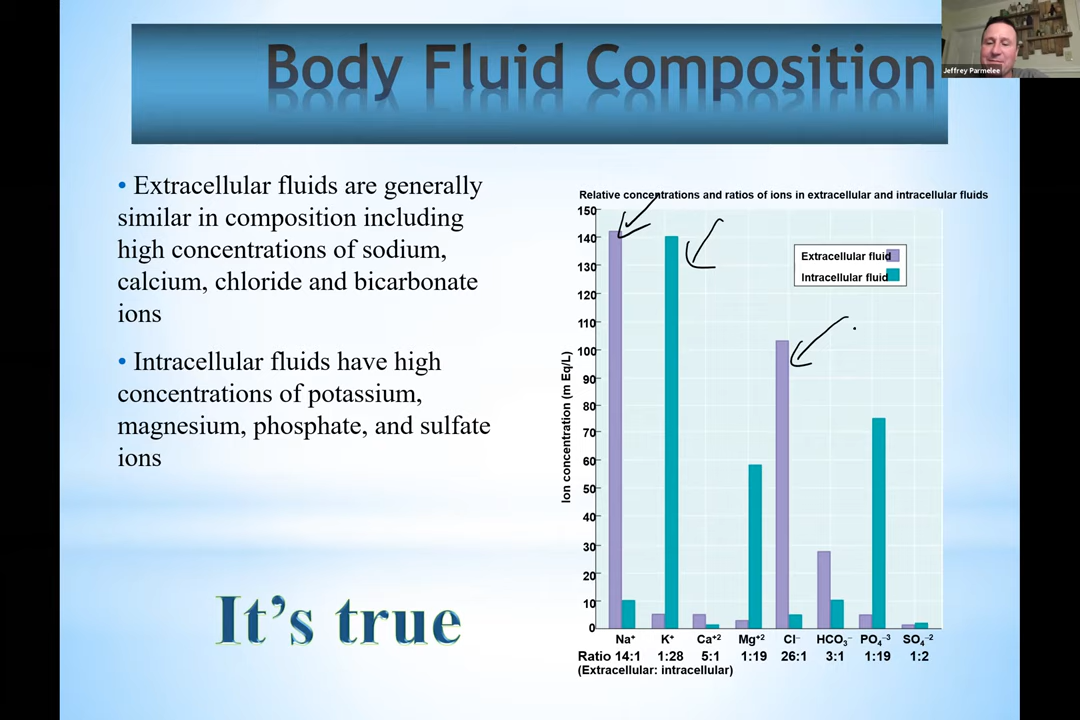 Body Fluid Composition
Jeffrey Parmelee
• Extracellular fluids are generally
similar in composition including
high concentrations of sodium,
calcium, chloride and bicarbonate
ions
• Intracellular fluids have high
concentrations of potassium,
magnesium, phosphate, and sulfate
ions
It's true
Relative concentrations and ratios of ions in extracellular and intracellular fluids
Extracellular fluid
Intracellular fluid
Ion concentration (m Eq/L)
150
140
130
120
110
100
90
80
70
60
50
40
30
20
10
0
Na⁺ K⁺ Ca⁺² Mg⁺² Cl⁻ HCO₃⁻ PO₄⁻³ SO₄⁻²
Ratio 14:1 1:28 5:1 1:19 26:1 3:1 1:19 1:2
(Extracellular: intracellular)